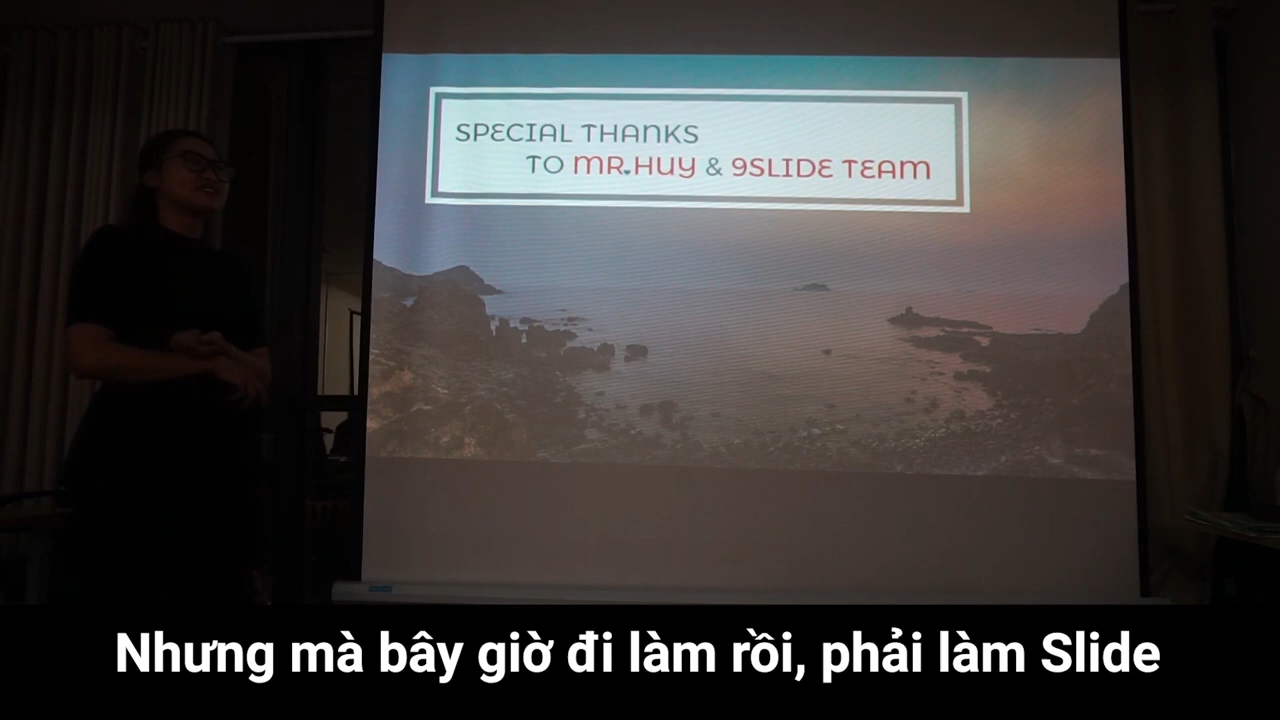 SPECIAL THANKS
TO MR.HUY & 9SLIDE TEAM
Nhưng mà bây giờ đi làm rồi, phải làm Slide